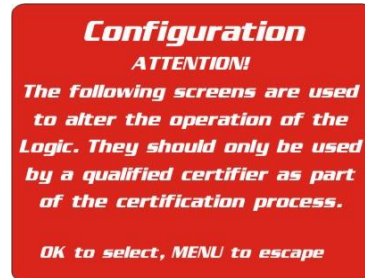 Configuration
ATTENTION!
The following screens are used
to alter the operation of the
Logic. They should only be used
by a qualified certifier as part
of the certification process.
OK to select, MENU to escape